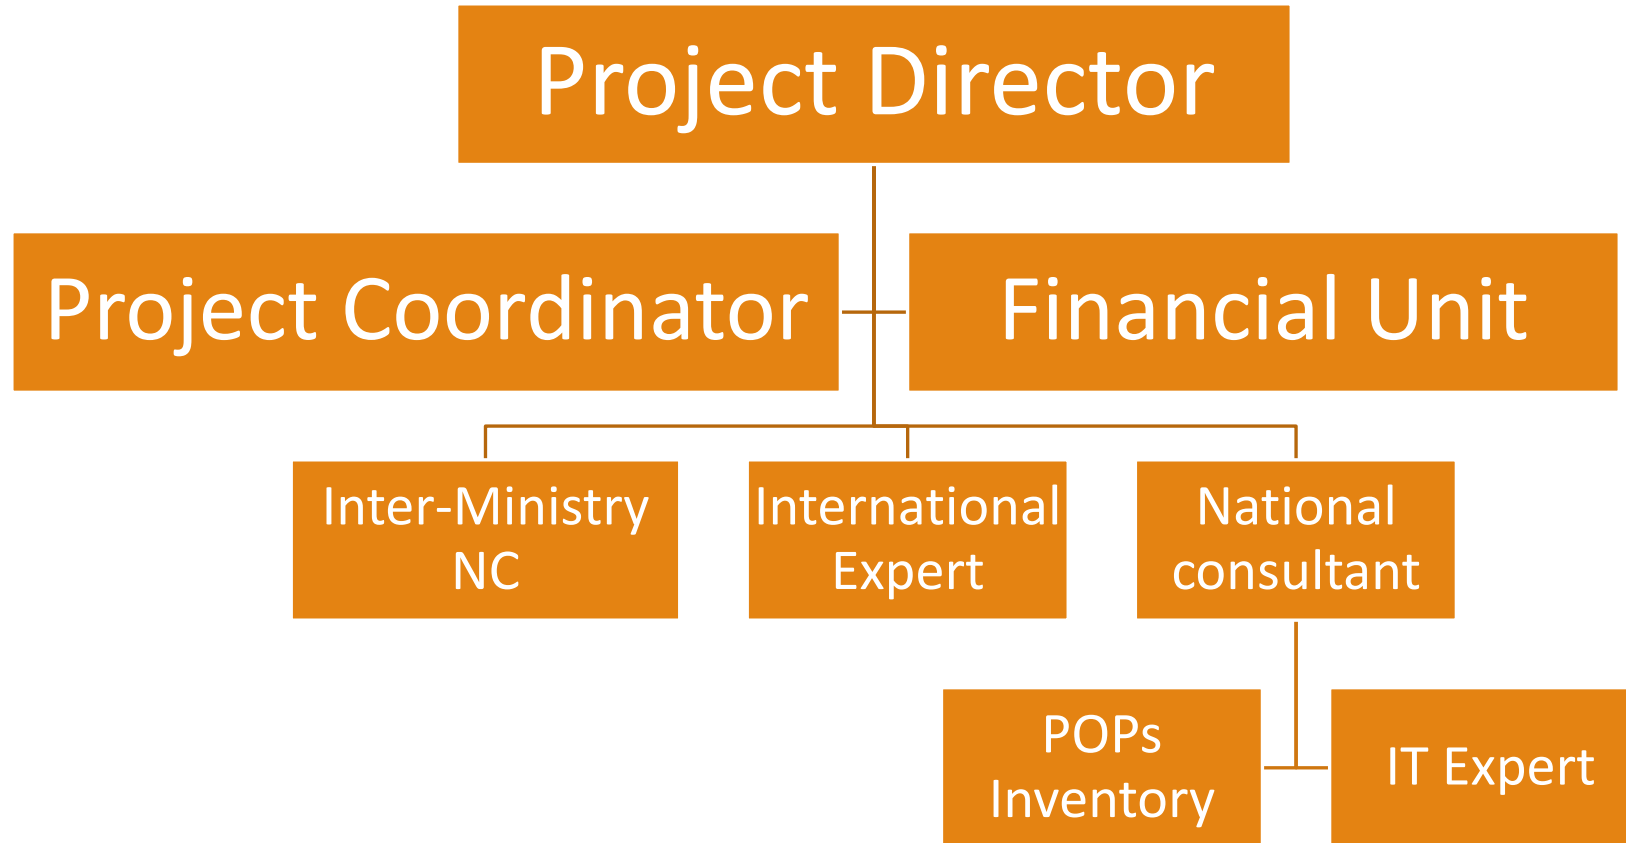 Project Director
Project Coordinator
Financial Unit
Inter-Ministry
NC
International
Expert
National
consultant
POPs
Inventory
IT Expert